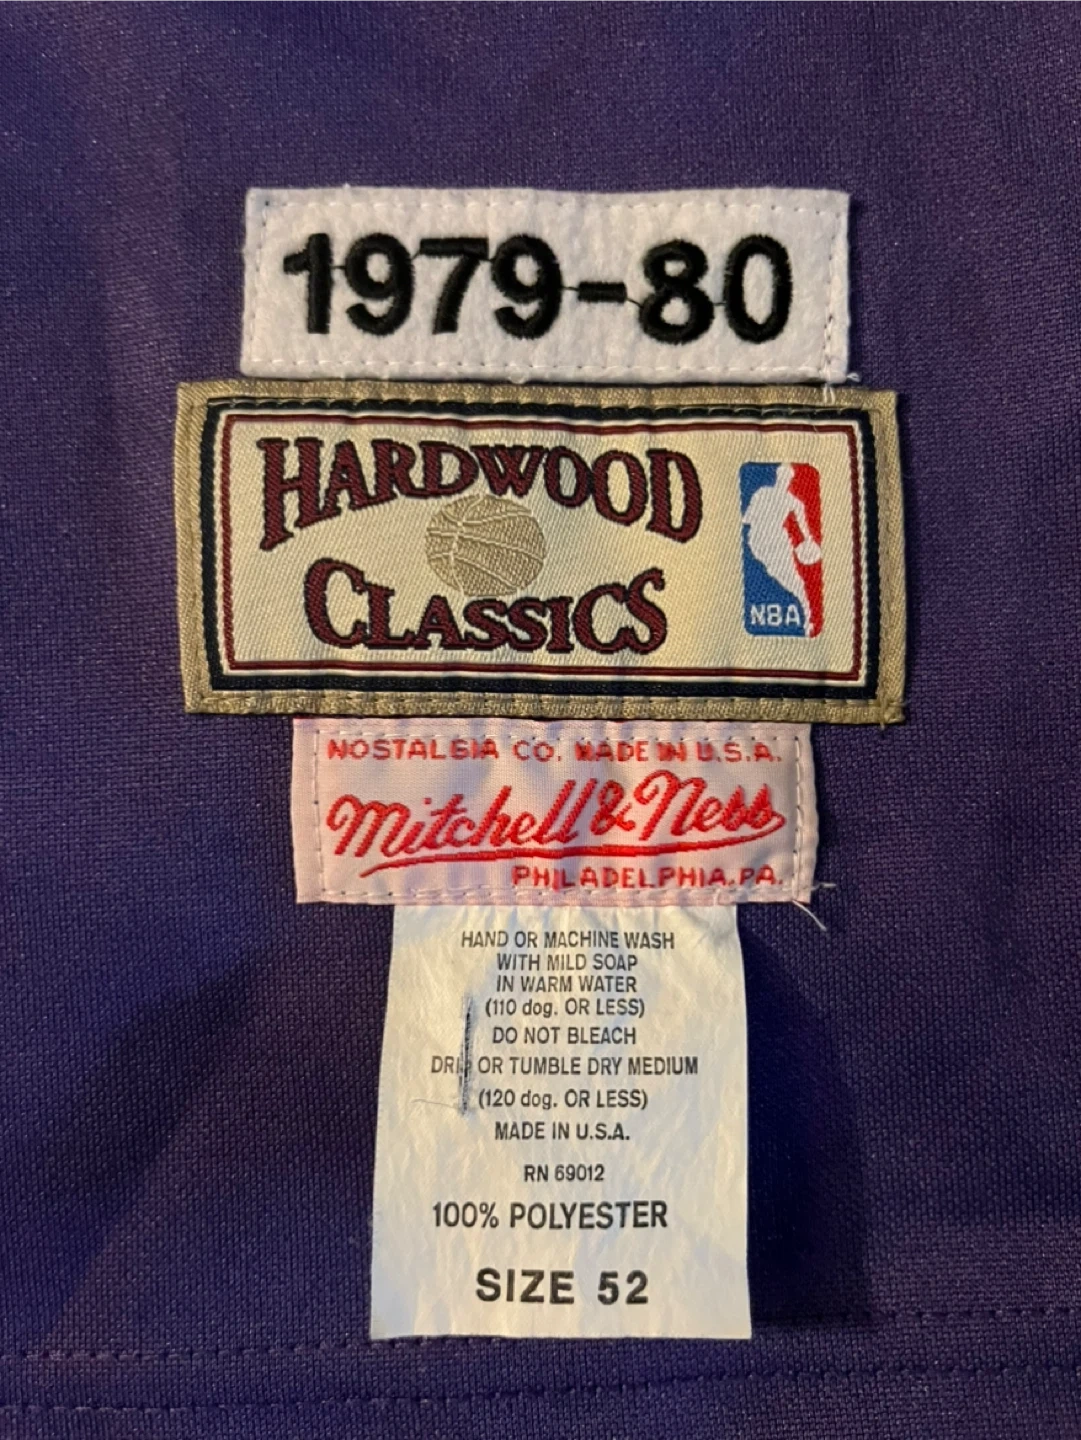 1979-80
HARDWOOD
CLASSICS
NBA
NOSTALGIA CO. MADE IN U.S.A.
Mitchell & Ness
PHILADELPHIA, PA.
HAND OR MACHINE WASH
WITH MILD SOAP
IN WARM WATER
(110 dog. OR LESS)
DO NOT BLEACH
DRIP OR TUMBLE DRY MEDIUM
(120 dog. OR LESS)
MADE IN U.S.A.
RN 69012
100% POLYESTER
SIZE 52